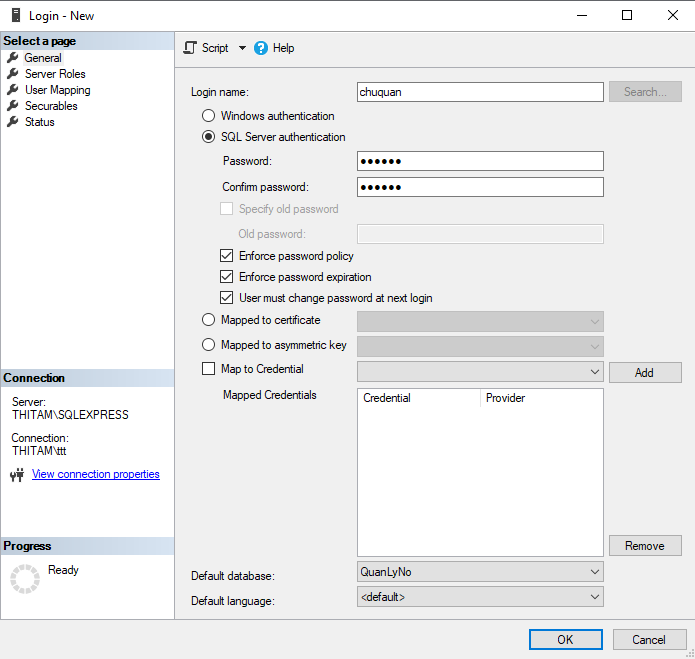 Login - New
Select a page
General
Server Roles
User Mapping
Securables
Status
Script
Help
Login name:
chuquan
Search...
Windows authentication
SQL Server authentication
Password:
●●●●●●
Confirm password:
●●●●●●
Specify old password
Old password:
Enforce password policy
Enforce password expiration
User must change password at next login
Mapped to certificate
Mapped to asymmetric key
Map to Credential
Add
Mapped Credentials
Credential Provider
Remove
Default database:
QuanLyNo
Default language:
<default>
Connection
Server:
THITAM\SQLEXPRESS
Connection:
THITAM\ttt
View connection properties
Progress
Ready
OK
Cancel